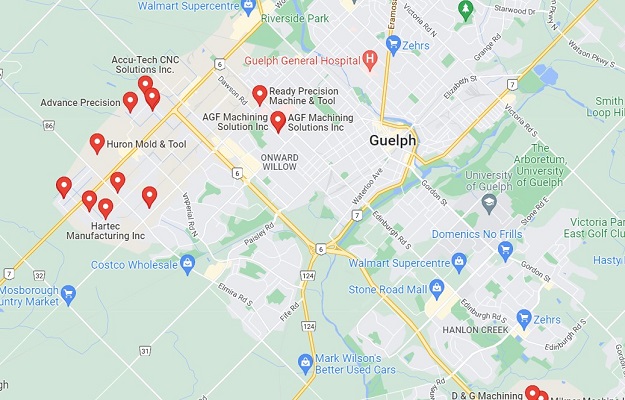 Walmart Supercentre
Riverside Park
Eramos
Victoria Rd N
Starwood Dr
Watson Pkwy S
Zehrs
Grange Rd
Guelph General Hospital
H
Accu-Tech CNC
Solutions Inc.
6
Dawson Rd
Elizabeth St
7
Advance Precision
Ready Precision
Machine & Tool
Victoria Rd S
Smith
Loop Hi
AGF Machining
Solution Inc
AGF Machining
Solutions Inc
Guelph
Huron Mold & Tool
ONWARD
WILLOW
6
The
Arboretum,
University
of Guelph
University
of Guelph
Waterloo Ave
Gordon St
Stone Rd E
Imperial Rd N
7
Edinburgh Rd S
Hartec
Manufacturing Inc
Paisley Rd
Victoria Park
East Golf Clu
Domenics No Frills
6
Costco Wholesale
Walmart Supercentre
Hasty
7
32
124
Gordon St
Mosborough
ountry Market
Elmira Rd S
Fife Rd
Stone Road Mall
Zehrs
124
HANLON CREEK
Edinburgh Rd S
31
Mark Wilson's
Better Used Cars
gh
D & G Machining